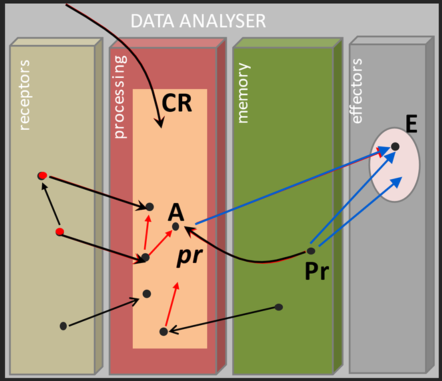 DATA ANALYSER
receptors
processing
memory
effectors
CR
E
A
pr
Pr